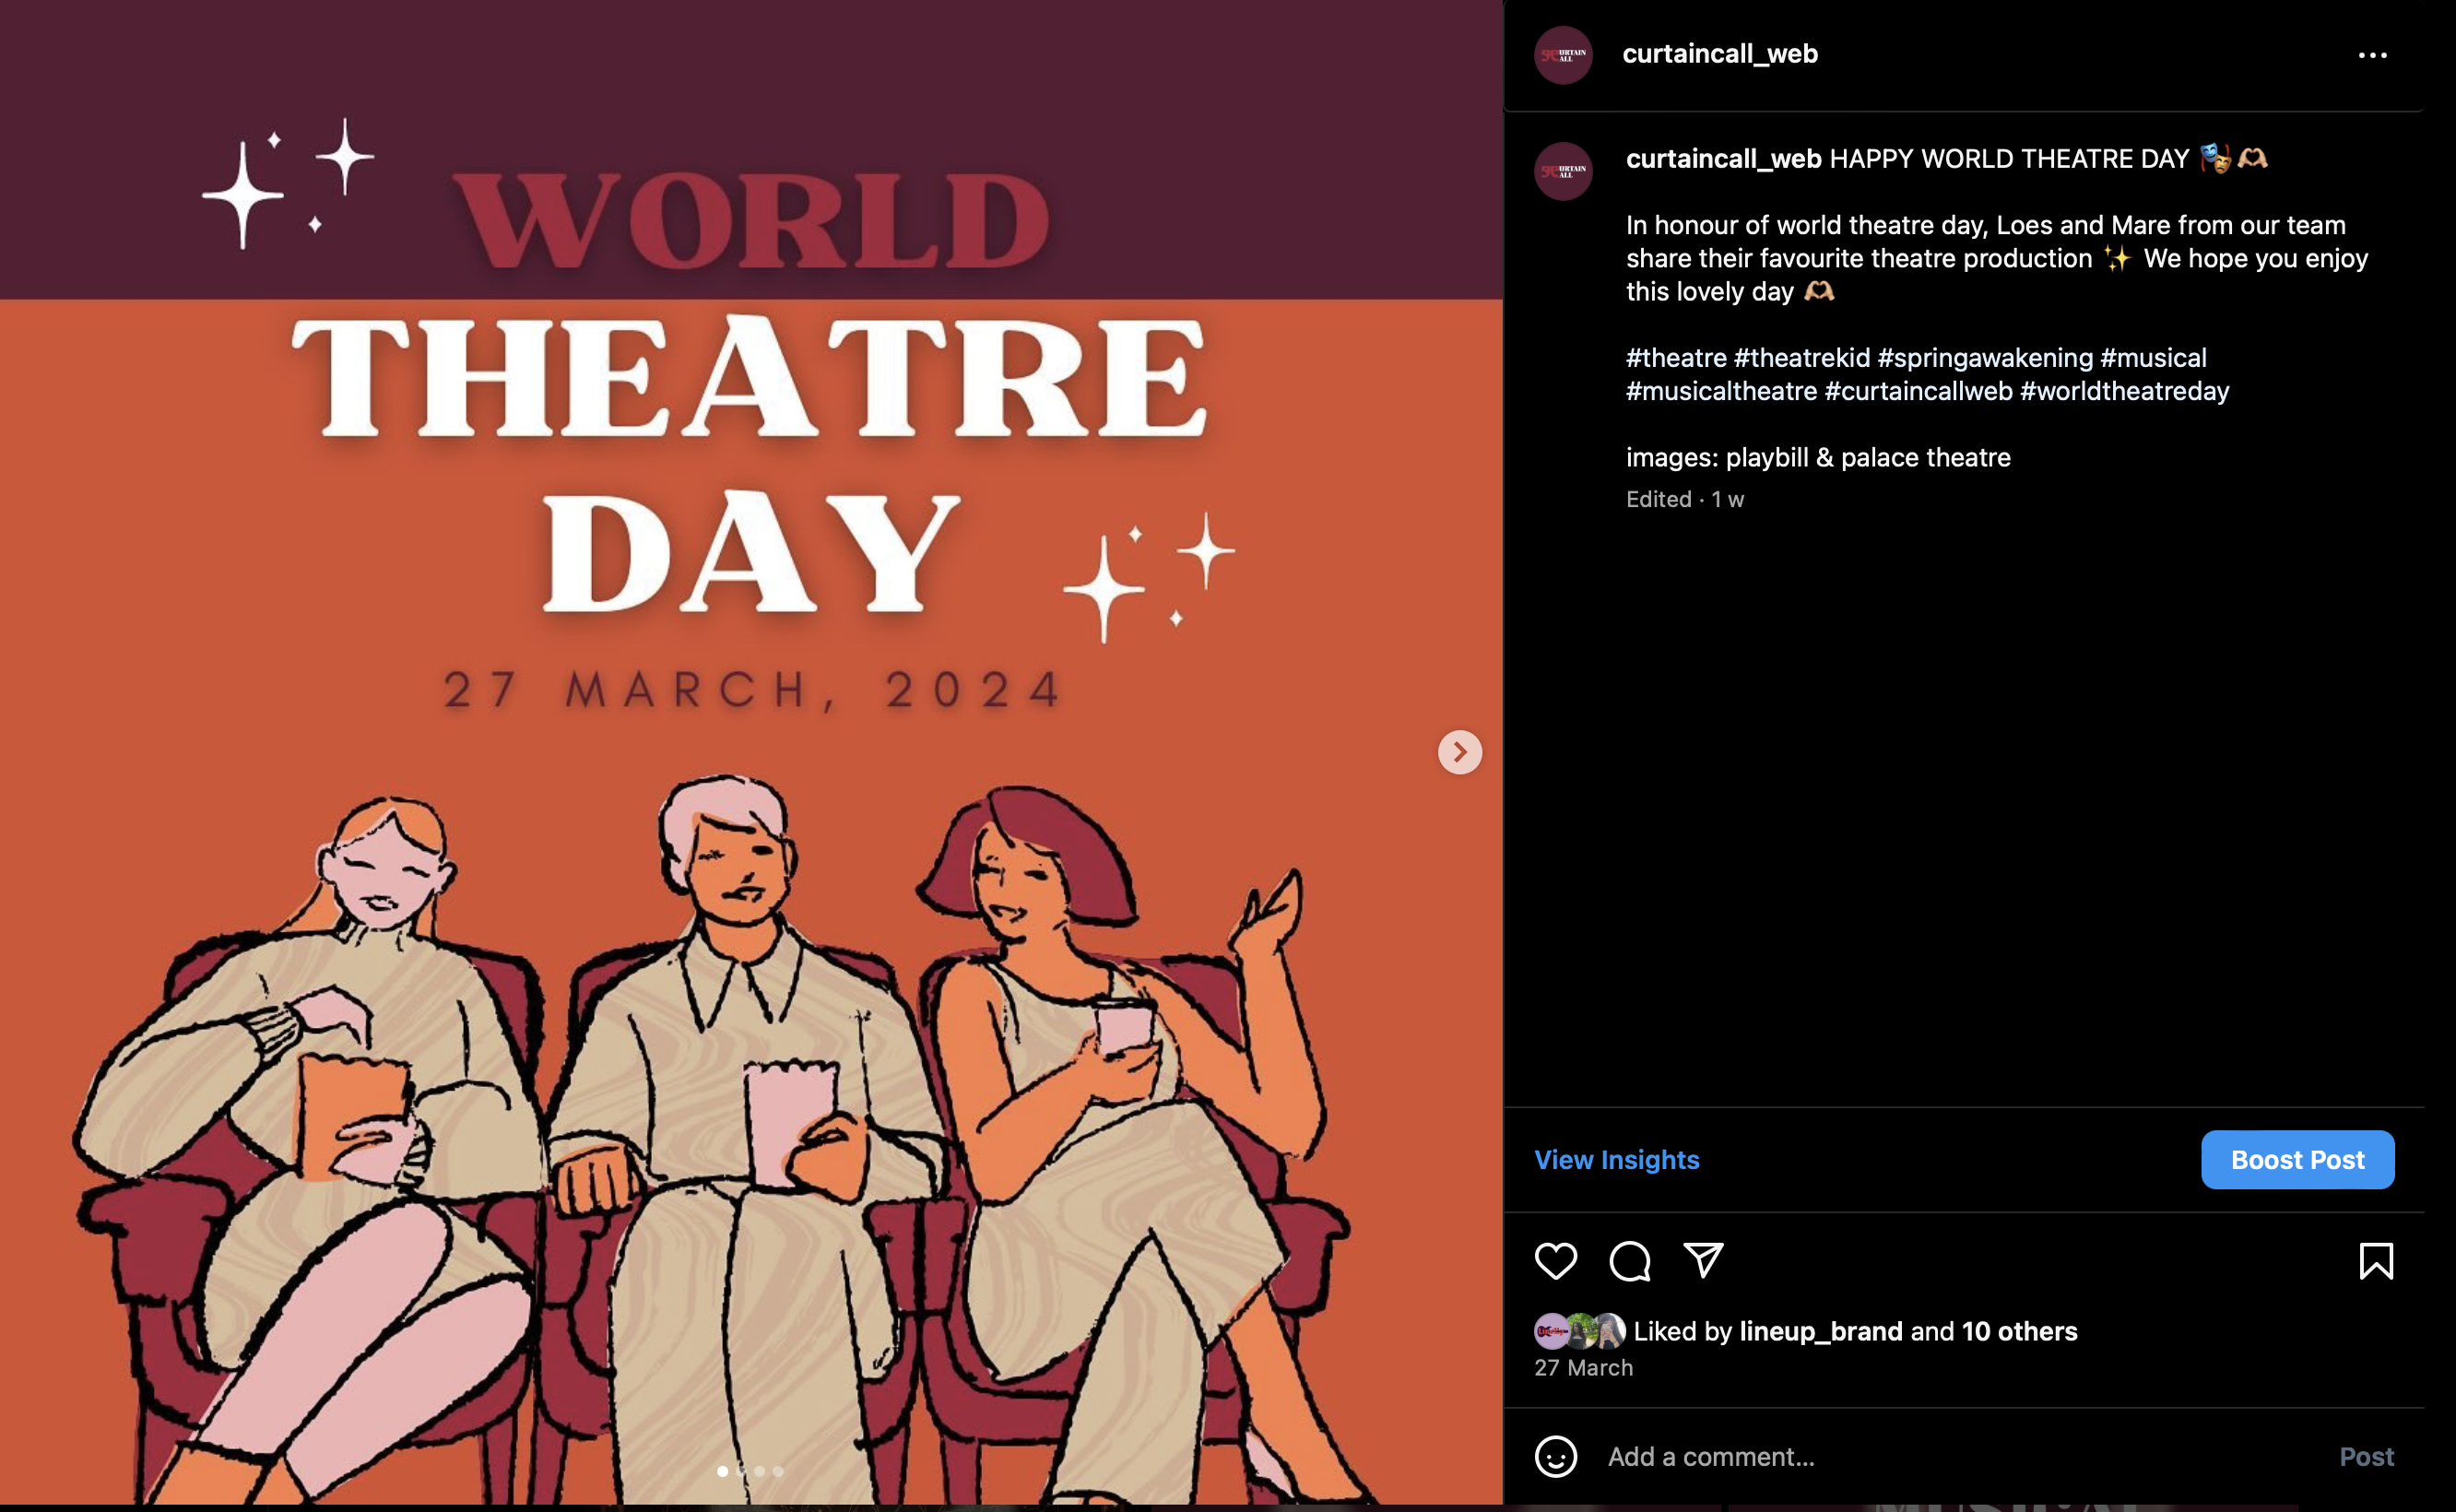 WORLD
THEATRE
DAY
27 MARCH, 2024
curtaincall_web
curtaincall_web HAPPY WORLD THEATRE DAY 🎭🫶🏼
In honour of world theatre day, Loes and Mare from our team
share their favourite theatre production ✨ We hope you enjoy
this lovely day 🫶🏼
#theatre #theatrekid #springawakening #musical
#musicaltheatre #curtaincallweb #worldtheatreday
images: playbill & palace theatre
Edited · 1 w
View Insights
Boost Post
Liked by lineup_brand and 10 others
27 March
Add a comment...
Post